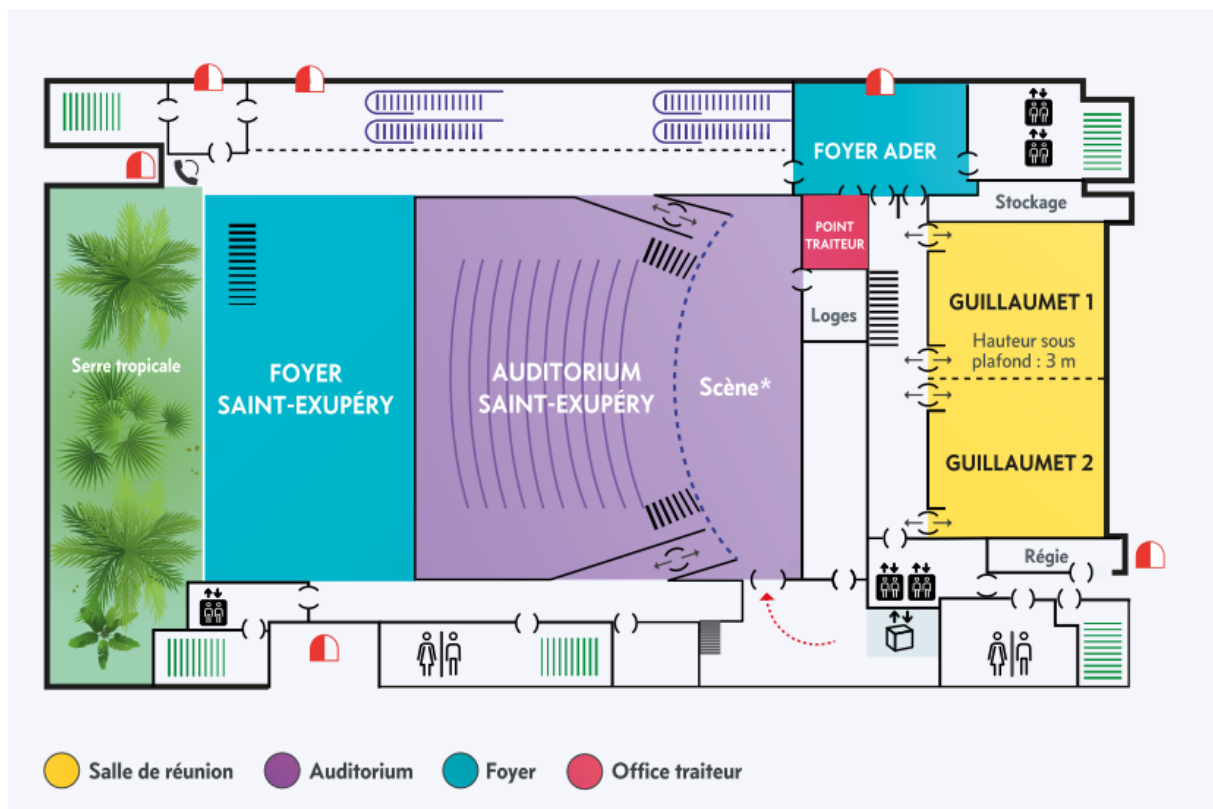 FOYER ADER
Stockage
POINT
TRAITEUR
GUILLAUMET 1
Hauteur sous
plafond : 3 m
Loges
Serre tropicale
FOYER
SAINT-EXUPÉRY
AUDITORIUM
SAINT-EXUPÉRY
Scène*
GUILLAUMET 2
Régie
Salle de réunion
Auditorium
Foyer
Office traiteur